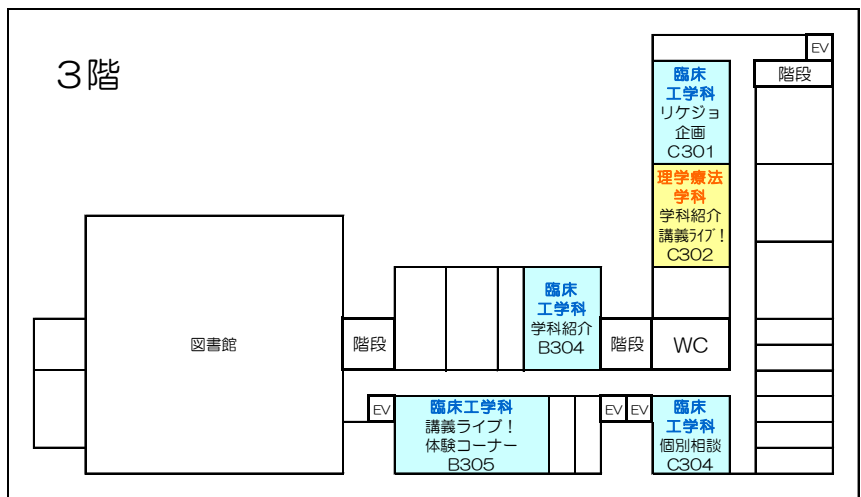 3階
EV
階段
臨床
工学科
リケジョ
企画
C301
理学療法
学科
学科紹介
講義ﾗｲﾌﾞ！
C302
臨床
工学科
学科紹介
B304
図書館
階段
階段
WC
EV
臨床工学科
講義ライブ！
体験コーナー
B305
EV
EV
臨床
工学科
個別相談
C304